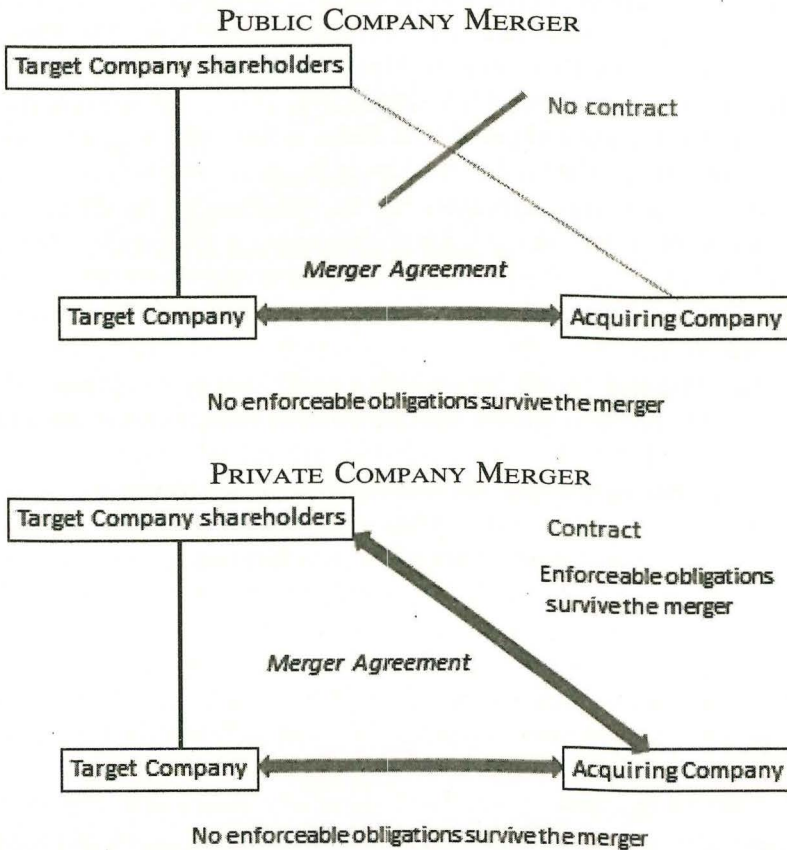 PUBLIC COMPANY MERGER
Target Company shareholders
No contract
Merger Agreement
Target Company
Acquiring Company
No enforceable obligations survive the merger
PRIVATE COMPANY MERGER
Target Company shareholders
Contract
Enforceable obligations
survive the merger
Merger Agreement
Target Company
Acquiring Company
No enforceable obligations survive the merger